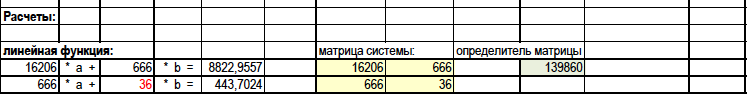 Расчеты:
линейная функция: матрица системы: определитель матрицы
16206 * a + 666 * b = 8822,9557 16206 666 139860
666 * a + 36 * b = 443,7024 666 36